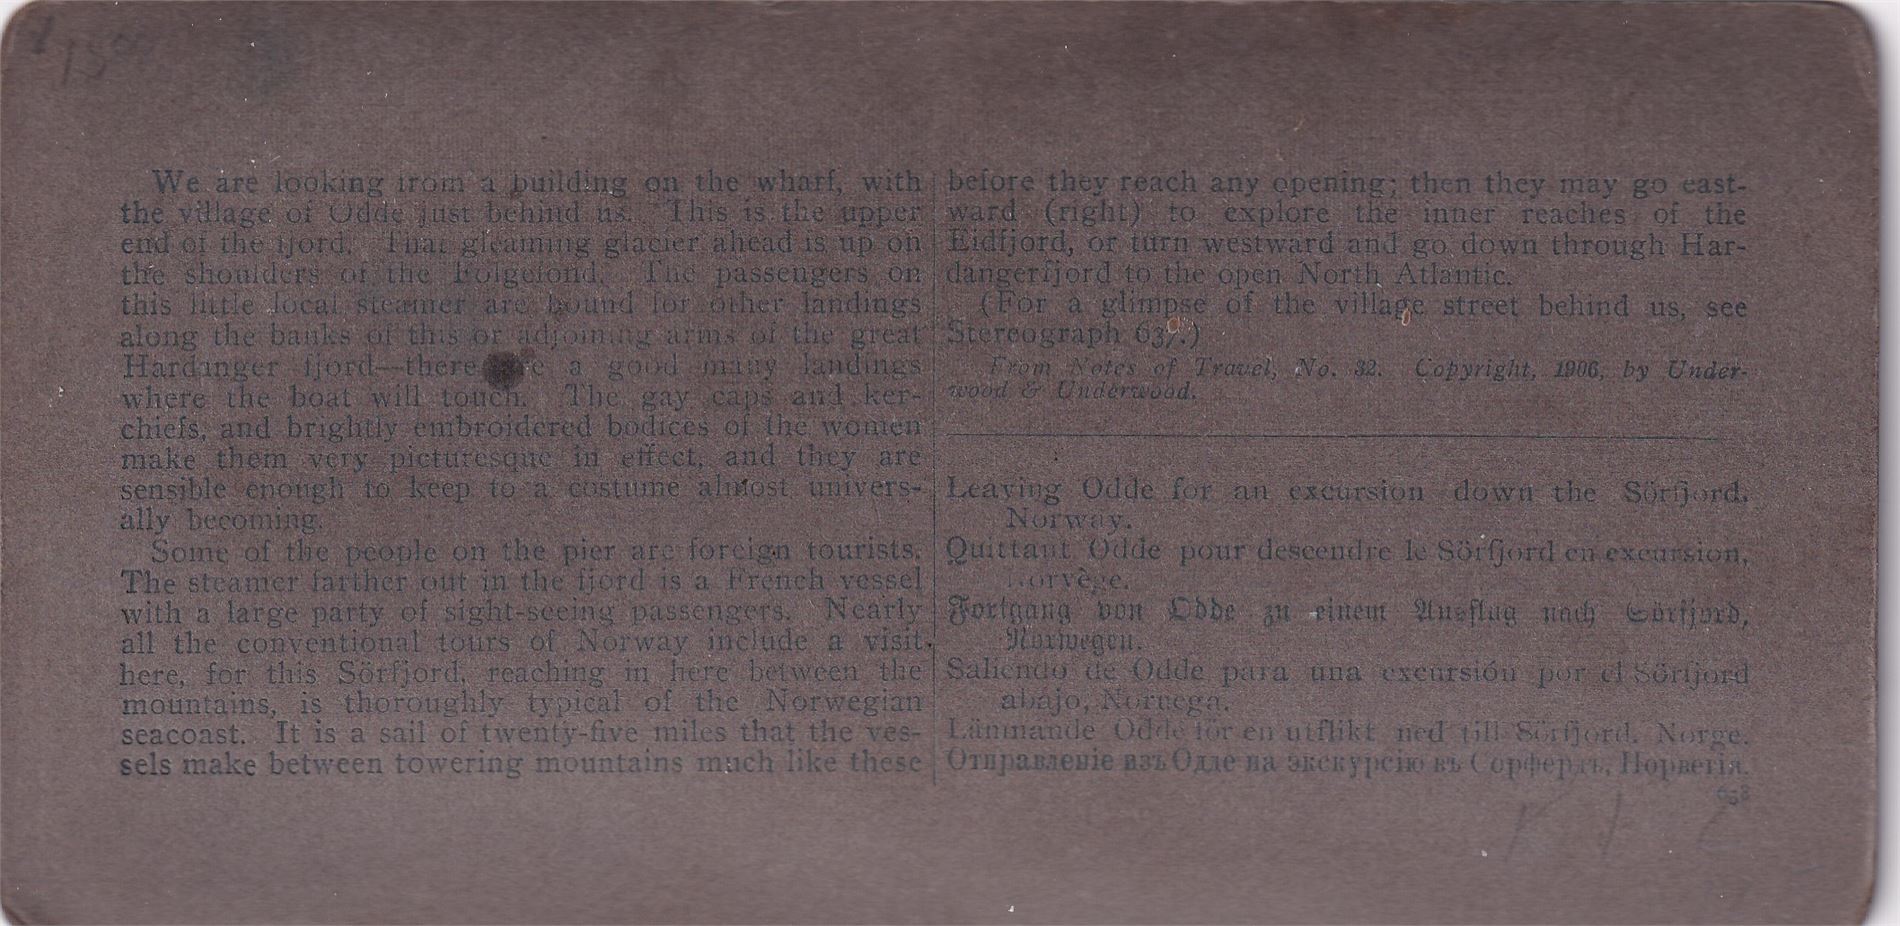 1500
We are looking from a building on the wharf, with
the village of Odde just behind us. This is the upper
end of the fjord. That gleaming glacier ahead is up on
the shoulders of the Folgefond. The passengers on
this little local steamer are bound for other landings
along the banks of this or adjoining arms of the great
Hardanger fjord—there are a good many landings
where the boat will touch. The gay caps and ker-
chiefs, and brightly embroidered bodices of the women
make them very picturesque in effect, and they are
sensible enough to keep to a costume almost univers-
ally becoming.
Some of the people on the pier are foreign tourists.
The steamer farther out in the fjord is a French vessel
with a large party of sight-seeing passengers. Nearly
all the conventional tours of Norway include a visit
here, for this Sörfjord, reaching in here between the
mountains, is thoroughly typical of the Norwegian
seacoast. It is a sail of twenty-five miles that the ves-
sels make between towering mountains much like these
before they reach any opening; then they may go east-
ward (right) to explore the inner reaches of the
Eidfjord, or turn westward and go down through Har-
dangerfjord to the open North Atlantic.
(For a glimpse of the village street behind us, see
Stereograph 637.)
From Notes of Travel, No. 32. Copyright, 1906, by Under-
wood & Underwood.
Leaving Odde for an excursion down the Sörfjord,
Norway.
Quittant Odde pour descendre le Sörfjord en excursion,
Norvège.
Fortgang von Odde zu einem Ausflug nach Sörfjord,
Norwegen.
Saliendo de Odde para una excursión por el Sörfjord
abajo, Noruega.
Lämnande Odde för en utflikt ned till Sörfjord, Norge.
Отправленіе изъ Одде на экскурсію въ Сорфердъ, Норвегія.
638